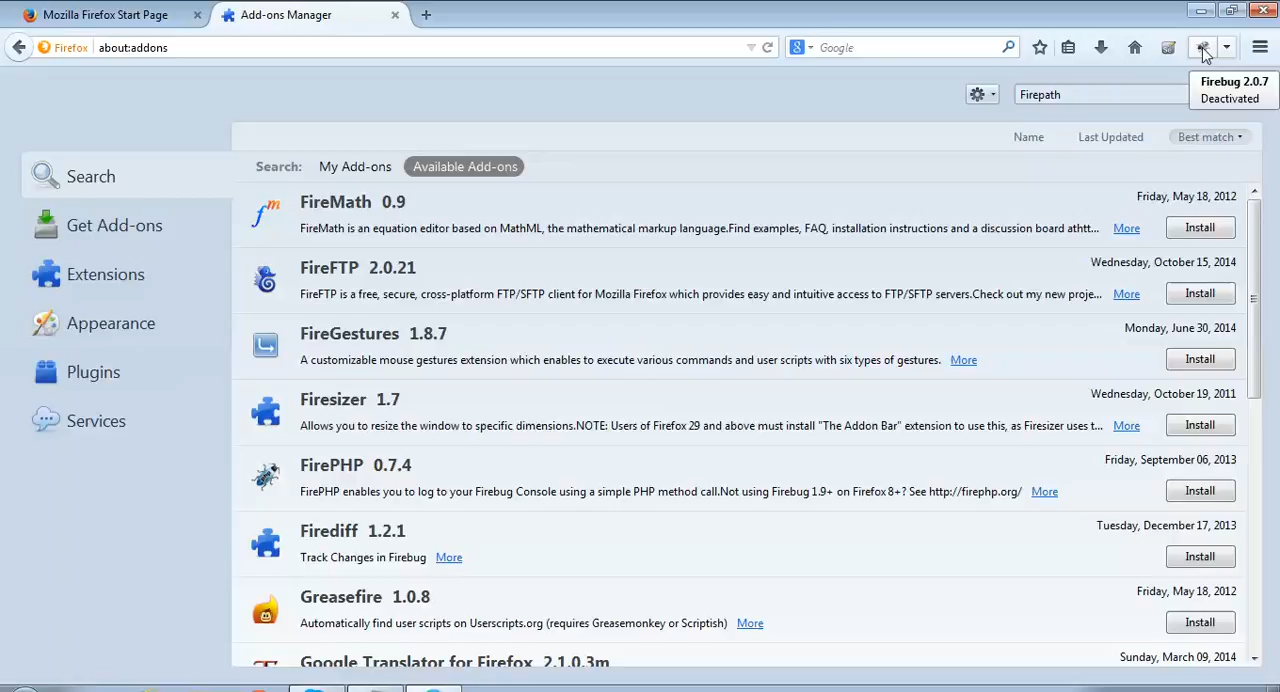 Mozilla Firefox Start Page
Add-ons Manager
Firefox
about:addons
Google
Firebug 2.0.7
Deactivated
Firepath
Name
Last Updated
Best match
Search
Get Add-ons
Extensions
Appearance
Plugins
Services
Search: My Add-ons Available Add-ons
FireMath 0.9
Friday, May 18, 2012
FireMath is an equation editor based on MathML, the mathematical markup language.Find examples, FAQ, installation instructions and a discussion board athtt... More
Install
FireFTP 2.0.21
Wednesday, October 15, 2014
FireFTP is a free, secure, cross-platform FTP/SFTP client for Mozilla Firefox which provides easy and intuitive access to FTP/SFTP servers.Check out my new proje... More
Install
FireGestures 1.8.7
Monday, June 30, 2014
A customizable mouse gestures extension which enables to execute various commands and user scripts with six types of gestures. More
Install
Firesizer 1.7
Wednesday, October 19, 2011
Allows you to resize the window to specific dimensions.NOTE: Users of Firefox 29 and above must install "The Addon Bar" extension to use this, as Firesizer uses t... More
Install
FirePHP 0.7.4
Friday, September 06, 2013
FirePHP enables you to log to your Firebug Console using a simple PHP method call.Not using Firebug 1.9+ on Firefox 8+? See http://firephp.org/ More
Install
Firediff 1.2.1
Tuesday, December 17, 2013
Track Changes in Firebug More
Install
Greasefire 1.0.8
Friday, May 18, 2012
Automatically find user scripts on Userscripts.org (requires Greasemonkey or Scriptish) More
Install
Google Translator for Firefox 2.1.0.3m
Sunday, March 09, 2014